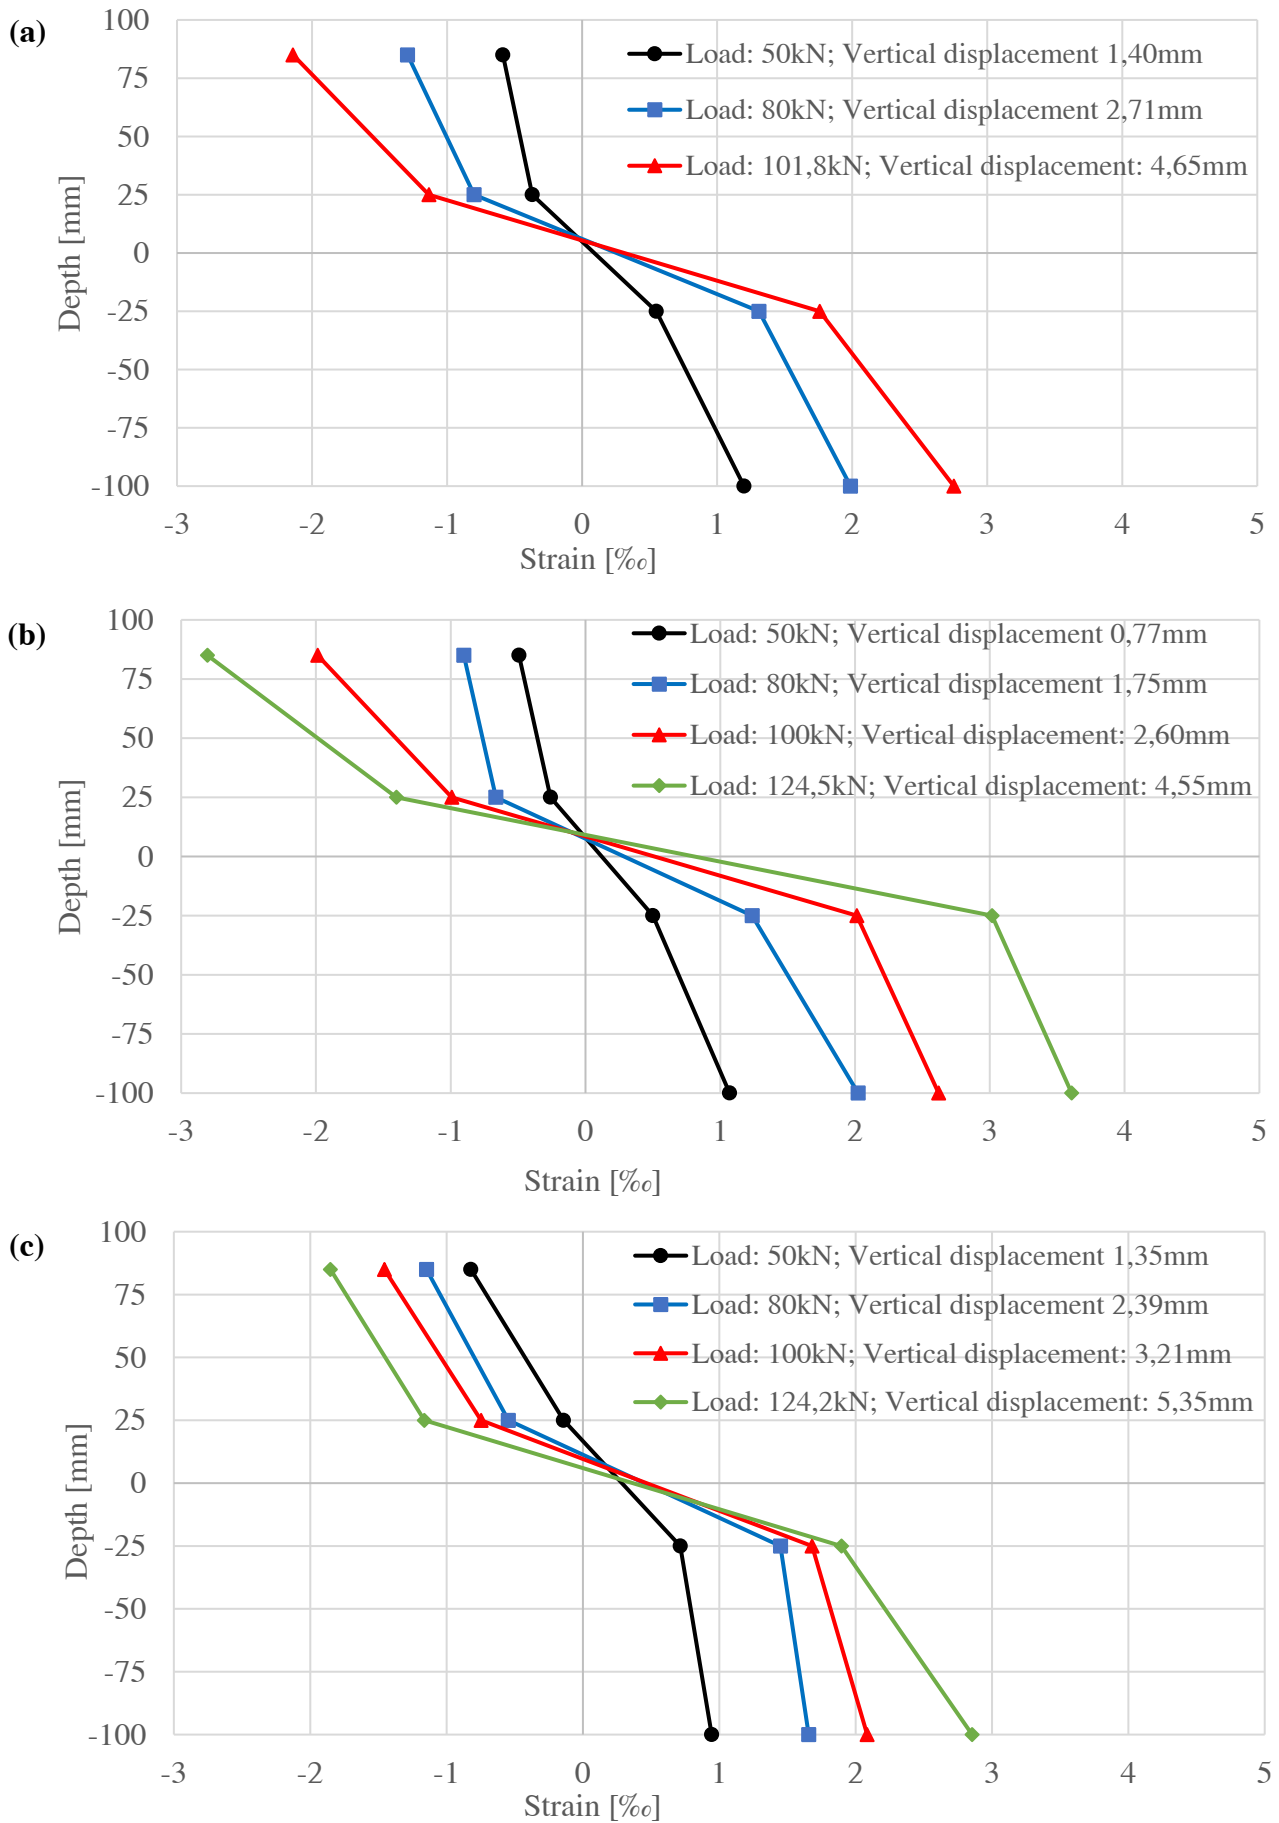 (a)
100
75
50
25
0
-25
-50
-75
-100
Depth [mm]
Load: 50kN; Vertical displacement 1,40mm
Load: 80kN; Vertical displacement 2,71mm
Load: 101,8kN; Vertical displacement: 4,65mm
-3 -2 -1 0 1 2 3 4 5
Strain [‰]
(b)
100
75
50
25
0
-25
-50
-75
-100
Depth [mm]
Load: 50kN; Vertical displacement 0,77mm
Load: 80kN; Vertical displacement 1,75mm
Load: 100kN; Vertical displacement: 2,60mm
Load: 124,5kN; Vertical displacement: 4,55mm
-3 -2 -1 0 1 2 3 4 5
Strain [‰]
(c)
100
75
50
25
0
-25
-50
-75
-100
Depth [mm]
Load: 50kN; Vertical displacement 1,35mm
Load: 80kN; Vertical displacement 2,39mm
Load: 100kN; Vertical displacement: 3,21mm
Load: 124,2kN; Vertical displacement: 5,35mm
-3 -2 -1 0 1 2 3 4 5
Strain [‰]